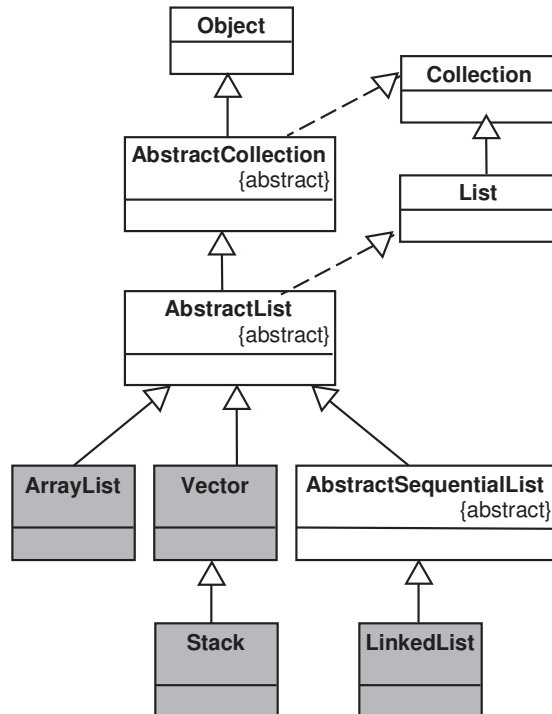 Object
Collection
AbstractCollection
{abstract}
List
AbstractList
{abstract}
ArrayList
Vector
AbstractSequentialList
{abstract}
Stack
LinkedList